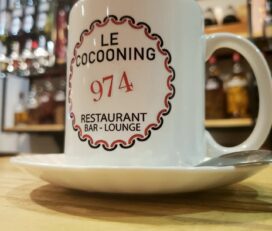 LE
COCOONING
974
RESTAURANT
BAR - LOUNGE